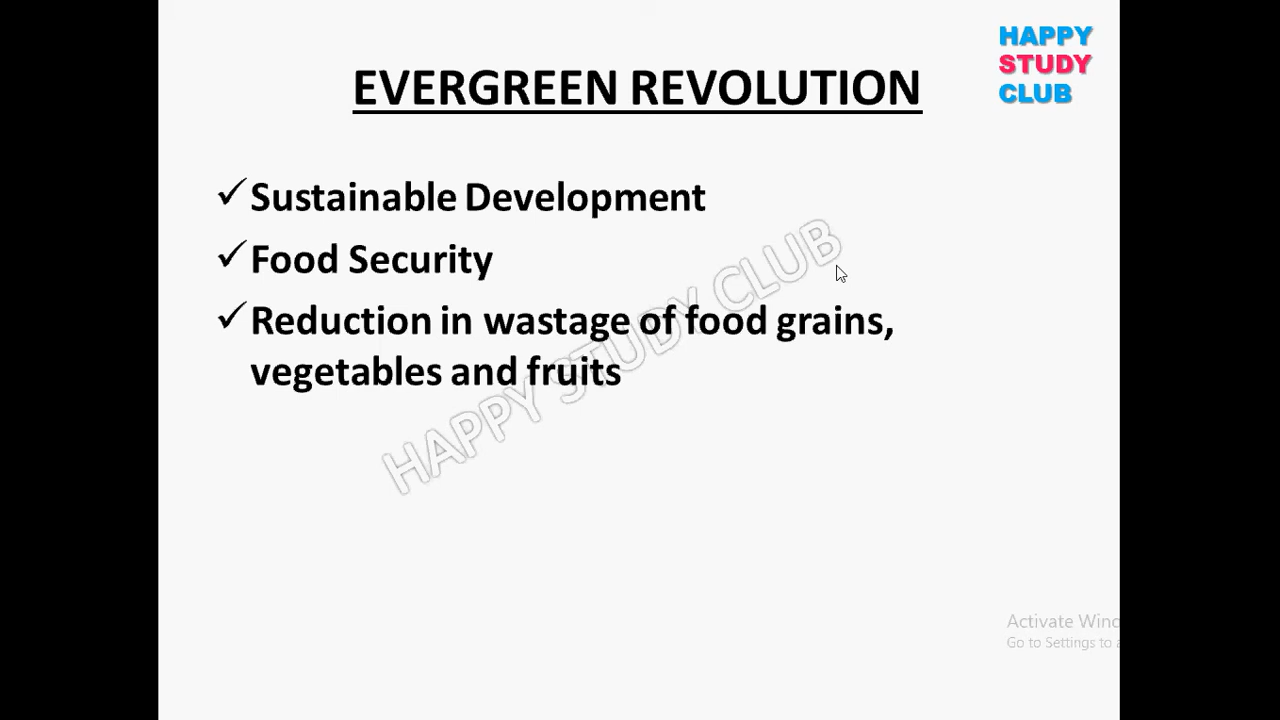 HAPPY
STUDY
CLUB
EVERGREEN REVOLUTION
✓Sustainable Development
✓Food Security
✓Reduction in wastage of food grains,
vegetables and fruits
HAPPY STUDY CLUB
Activate
Go to Settings to